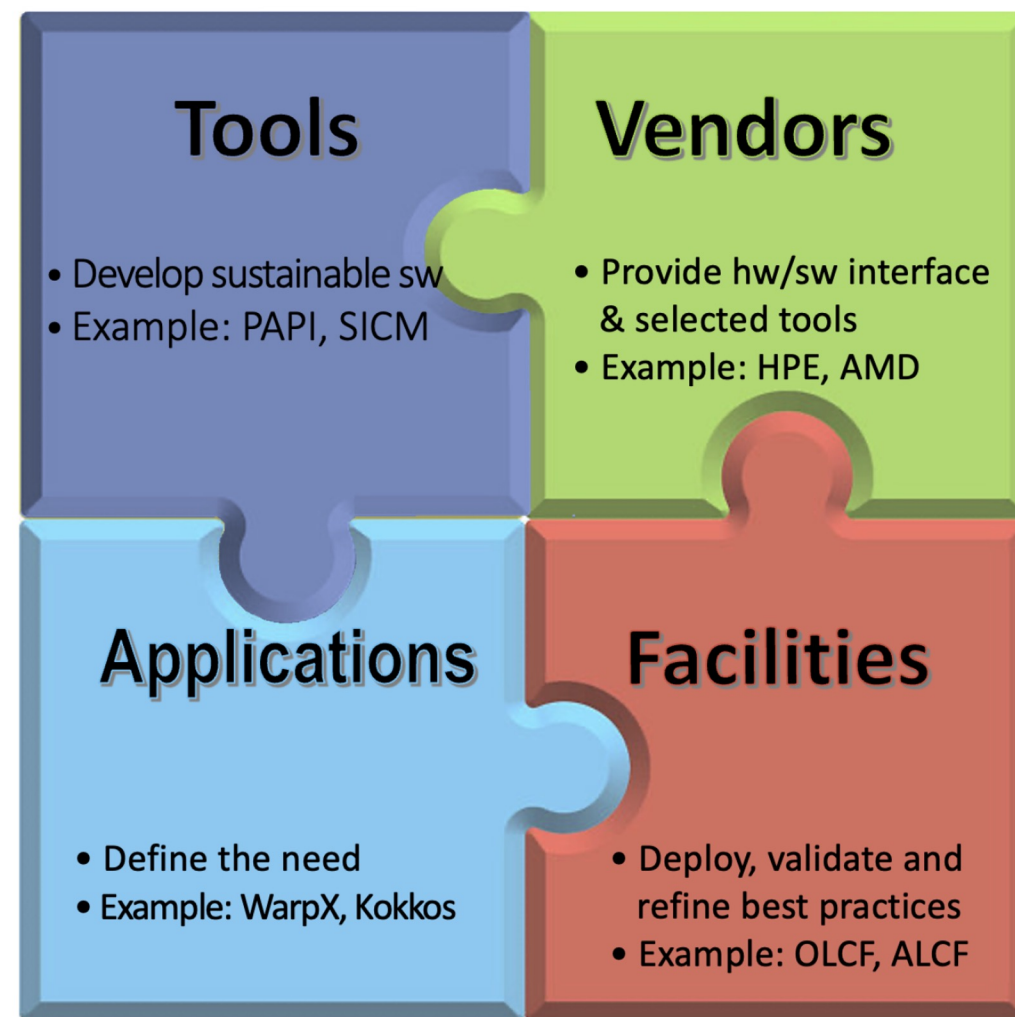 Tools
• Develop sustainable sw
• Example: PAPI, SICM
Vendors
• Provide hw/sw interface
& selected tools
• Example: HPE, AMD
Applications
• Define the need
• Example: WarpX, Kokkos
Facilities
• Deploy, validate and
refine best practices
• Example: OLCF, ALCF